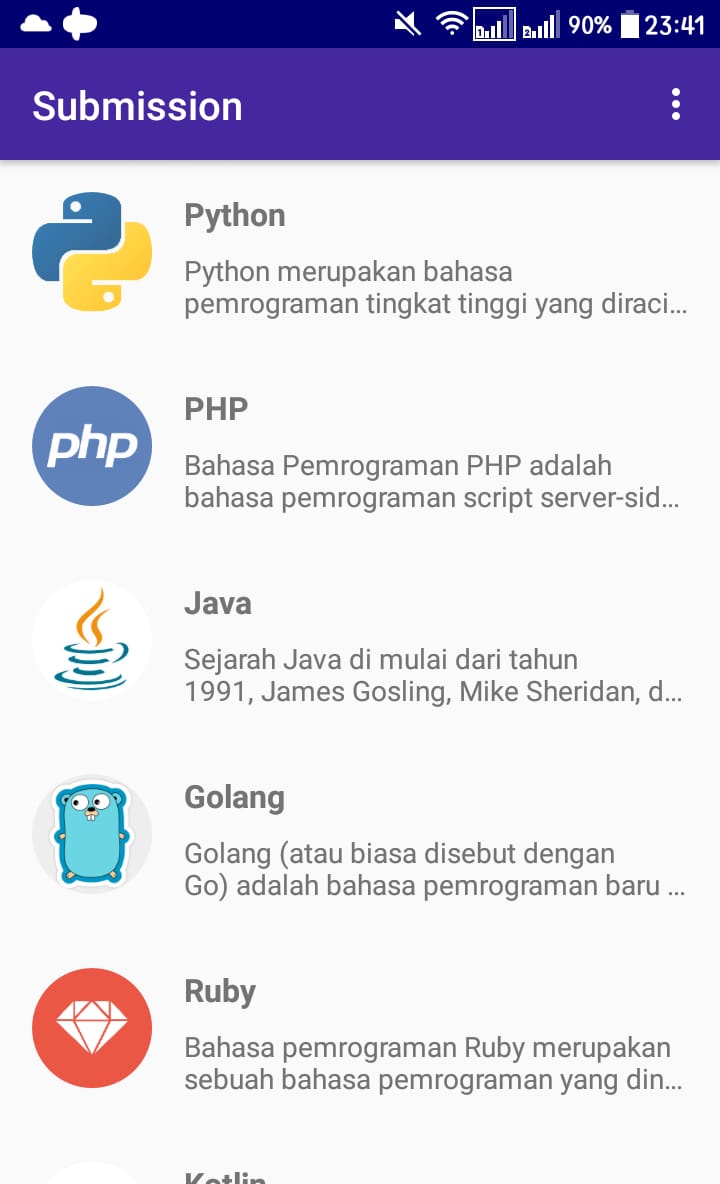 90% 23:41
Submission
Python
Python merupakan bahasa
pemrograman tingkat tinggi yang diraci...
php
PHP
Bahasa Pemrograman PHP adalah
bahasa pemrograman script server-sid...
Java
Sejarah Java di mulai dari tahun
1991, James Gosling, Mike Sheridan, d...
Golang
Golang (atau biasa disebut dengan
Go) adalah bahasa pemrograman baru ...
Ruby
Bahasa pemrograman Ruby merupakan
sebuah bahasa pemrograman yang din...
Kotlin